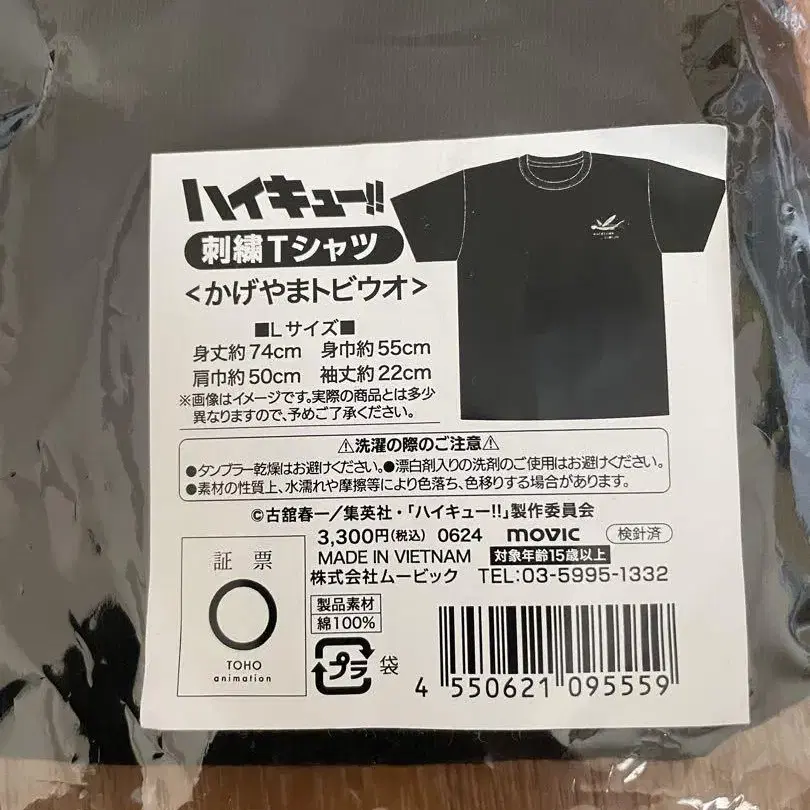 ハイキュー!!
刺繍Tシャツ
<かげやまトビウオ>
■Lサイズ■
身丈約74cm 身巾約55cm
肩巾約50cm 袖丈約22cm
※画像はイメージです。実際の商品とは多少
異なりますので、予めご了承ください。
⚠洗濯の際のご注意⚠
●タンブラー乾燥はお避けください。●漂白剤入りの洗剤のご使用はお避けください。
●素材の性質上、水濡れや摩擦等により色落ち、色移りする場合があります。
©古舘春一/集英社・「ハイキュー!!」製作委員会
3,300円(税込) 0624 movic 検針済
MADE IN VIETNAM 対象年齢15歳以上
株式会社ムービック TEL:03-5995-1332
証票
TOHO
animation
製品素材
綿100%
プラ 袋
4 550621 095559